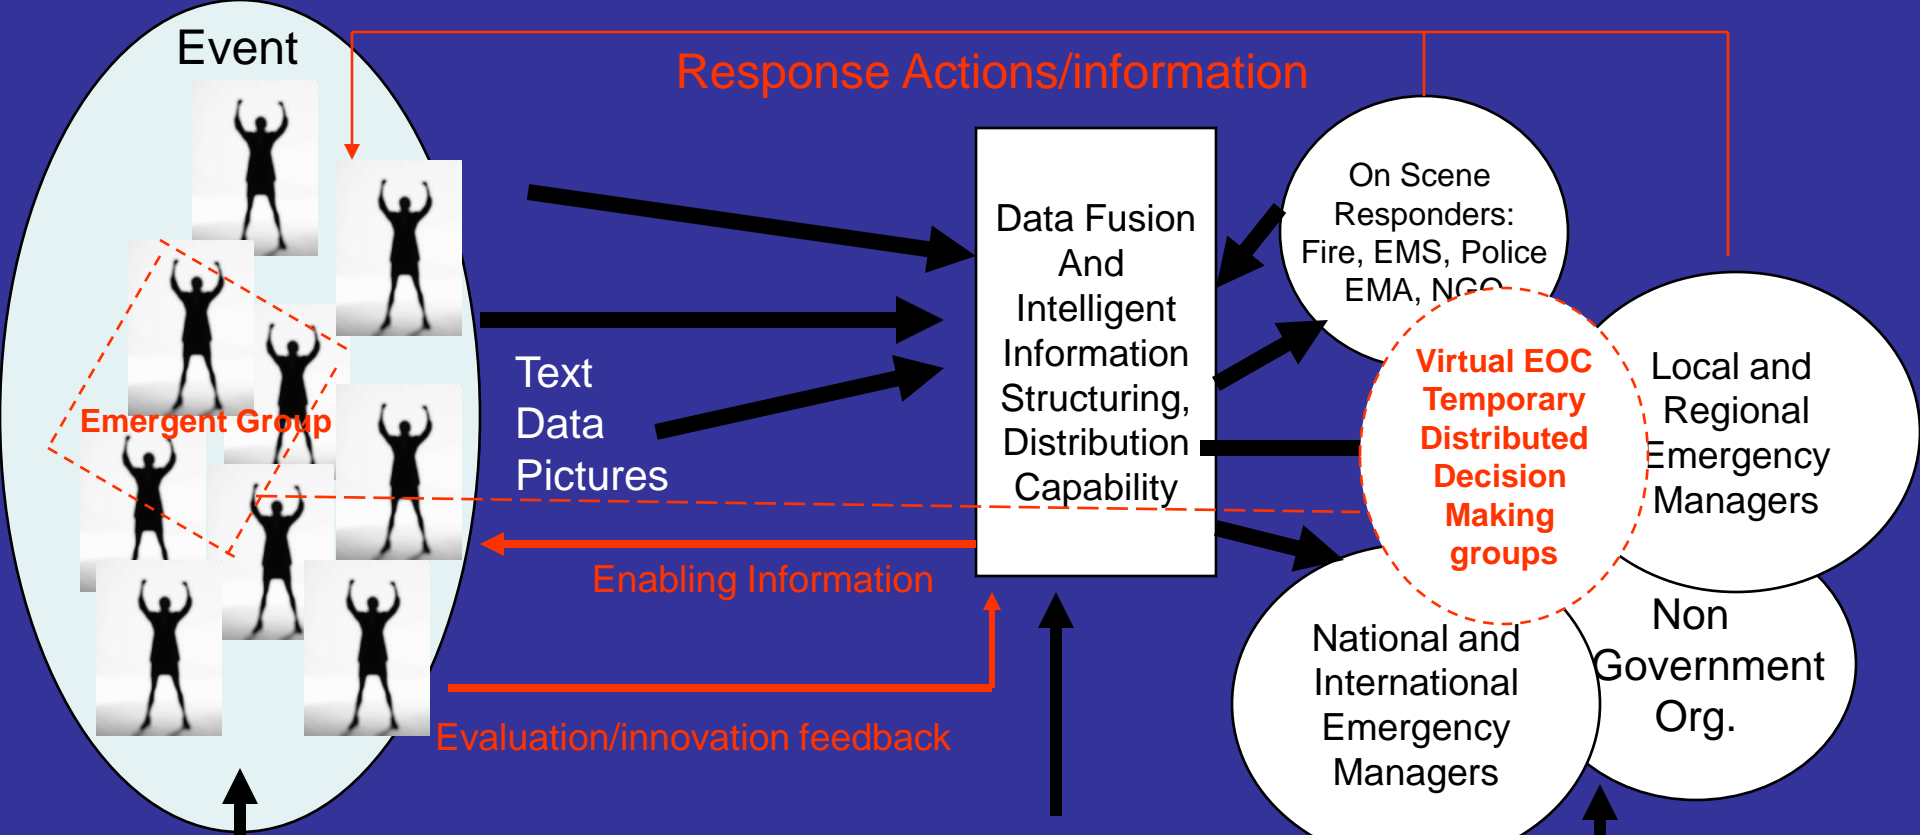 Event
Response Actions/information
Emergent Group
Text
Data
Pictures
Data Fusion
And
Intelligent
Information
Structuring,
Distribution
Capability
Enabling Information
Evaluation/innovation feedback
On Scene
Responders:
Fire, EMS, Police
EMA, NGO
Virtual EOC
Temporary
Distributed
Decision
Making
groups
Local and
Regional
Emergency
Managers
National and
International
Emergency
Managers
Non
Government
Org.